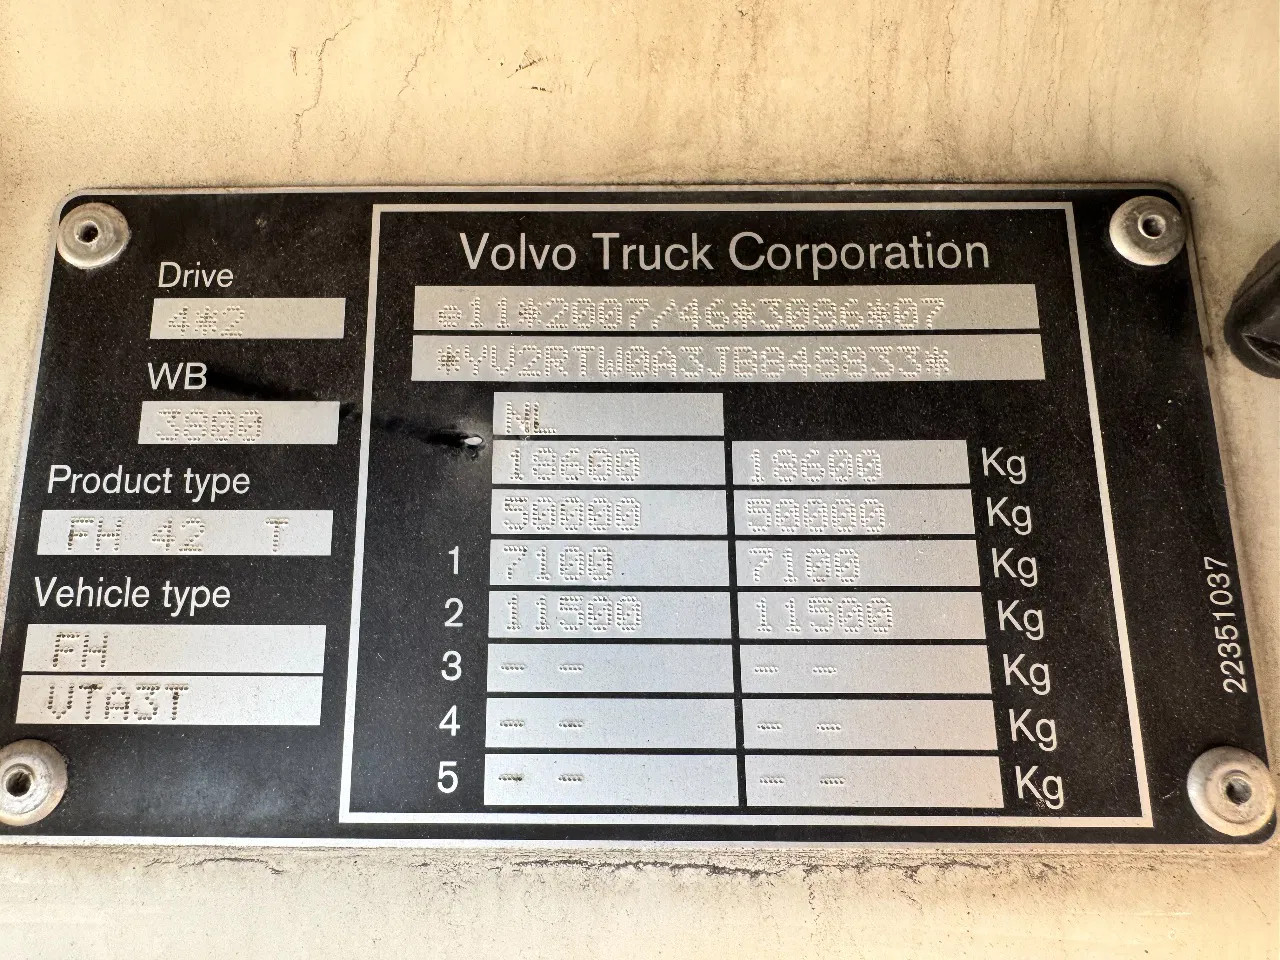 Drive
4*2
WB
3800
Product type
FH 42 T
Vehicle type
FH
VTA3T
Volvo Truck Corporation
e11*2007/46*3086*07
*YV2RTW0A3JB848833*
NL
18600 18600 Kg
50000 50000 Kg
1 7100 7100 Kg
2 11500 11500 Kg
3 - - - - Kg
4 - - - - Kg
5 - - - - Kg
22351037